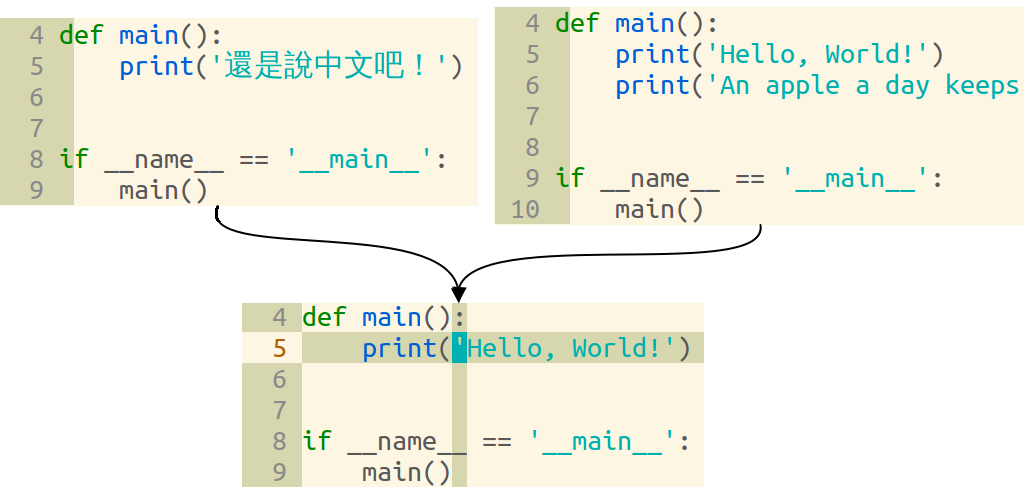 4 def main():
5     print('還是說中文吧！')
6
7
8 if __name__ == '__main__':
9     main()
4 def main():
5     print('Hello, World!')
6     print('An apple a day keeps
7
8
9 if __name__ == '__main__':
10     main()
4 def main():
5     print('Hello, World!')
6
7
8 if __name__ == '__main__':
9     main()